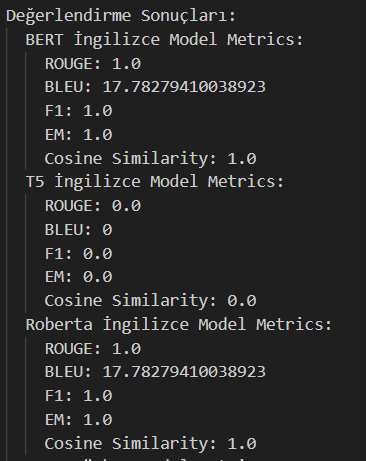 Değerlendirme Sonuçları:
BERT İngilizce Model Metrics:
ROUGE: 1.0
BLEU: 17.78279410038923
F1: 1.0
EM: 1.0
Cosine Similarity: 1.0
T5 İngilizce Model Metrics:
ROUGE: 0.0
BLEU: 0
F1: 0.0
EM: 0.0
Cosine Similarity: 0.0
Roberta İngilizce Model Metrics:
ROUGE: 1.0
BLEU: 17.78279410038923
F1: 1.0
EM: 1.0
Cosine Similarity: 1.0